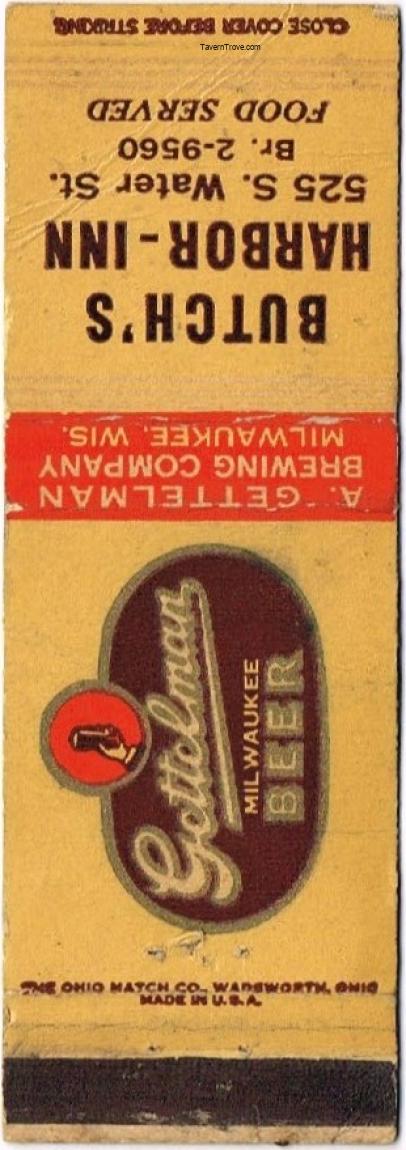 CLOSE COVER BEFORE STRIKING
TavernTrove.com
FOOD SERVED
Br. 2-9560
525 S. Water St.
HARBOR-INN
BUTCH'S
A. GETTELMAN
BREWING COMPANY
MILWAUKEE, WIS.
Gettelman
MILWAUKEE
BEER
THE OHIO MATCH CO., WADSWORTH, OHIO
MADE IN U.S.A.